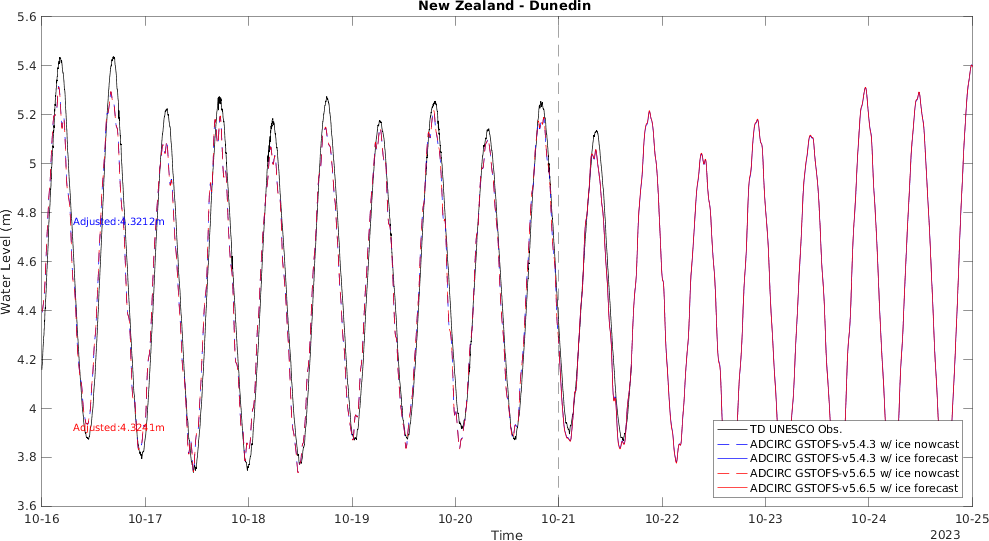 New Zealand - Dunedin
Water Level (m)
5.6
5.4
5.2
5
4.8
4.6
4.4
4.2
4
3.8
3.6
Adjusted:4.3212m
Adjusted:4.3241m
TD UNESCO Obs.
ADCIRC GSTOFS-v5.4.3 w/ ice nowcast
ADCIRC GSTOFS-v5.4.3 w/ ice forecast
ADCIRC GSTOFS-v5.6.5 w/ ice nowcast
ADCIRC GSTOFS-v5.6.5 w/ ice forecast
10-16 10-17 10-18 10-19 10-20 10-21 10-22 10-23 10-24 10-25
Time
2023